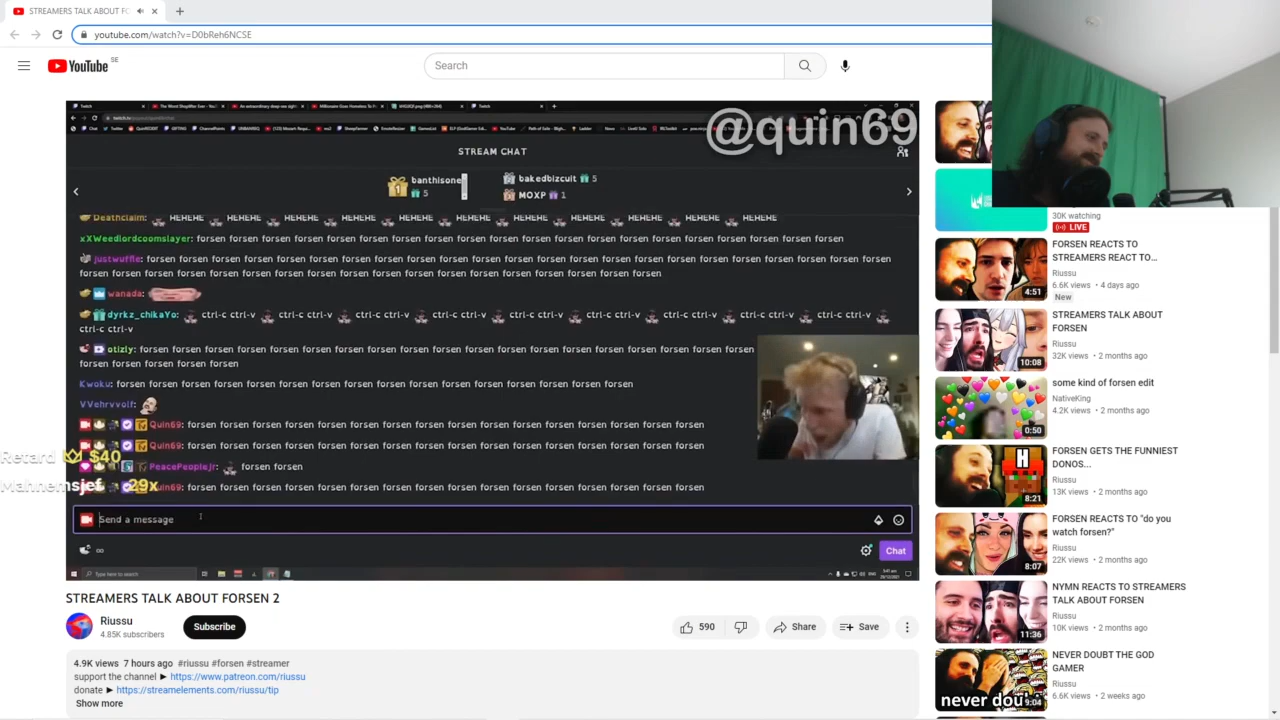 STREAMERS TALK ABOUT FO
youtube.com/watch?v=D0bReh6NCSE
YouTube SE
Search
@quin69
STREAM CHAT
banthisone
5
bakedbizcuit 5
MOXP 1
Deathclaim: HEHEHE HEHEHE HEHEHE HEHEHE HEHEHE HEHEHE HEHEHE HEHEHE HEHEHE HEHEHE HEHEHE
xXWeedlordcoomslayer: forsen forsen forsen forsen forsen forsen forsen forsen forsen forsen forsen forsen forsen forsen forsen forsen forsen forsen
justwuffle: forsen forsen forsen forsen forsen forsen forsen forsen forsen forsen forsen forsen forsen forsen forsen forsen forsen forsen forsen forsen
forsen forsen forsen forsen forsen forsen forsen forsen forsen forsen forsen forsen forsen forsen forsen forsen
wanada:
dyrkz_chikaYo: ctrl-c ctrl-v ctrl-c ctrl-v ctrl-c ctrl-v ctrl-c ctrl-v ctrl-c ctrl-v ctrl-c ctrl-v ctrl-c ctrl-v
ctrl-c ctrl-v
otizly: forsen forsen forsen forsen forsen forsen forsen forsen forsen forsen forsen forsen forsen forsen forsen forsen
forsen forsen forsen forsen forsen forsen forsen forsen forsen forsen forsen forsen forsen forsen forsen forsen
Kwoku: forsen forsen forsen forsen forsen forsen forsen forsen forsen forsen forsen forsen forsen forsen forsen
VVehrvvolf:
Quin69: forsen forsen forsen forsen forsen forsen forsen forsen forsen forsen forsen forsen forsen forsen forsen
Quin69: forsen forsen forsen forsen forsen forsen forsen forsen forsen forsen forsen forsen forsen forsen forsen
PeacePeopleJr: forsen forsen
Quin69: forsen forsen forsen forsen forsen forsen forsen forsen forsen forsen forsen forsen forsen forsen forsen
Retard $40
Mannemsjef 29x
Send a message
Chat
Type here to search
STREAMERS TALK ABOUT FORSEN 2
Riussu
4.85K subscribers
Subscribe
590
Share
Save
4.9K views 7 hours ago #riussu #forsen #streamer
support the channel ► https://www.patreon.com/riussu
donate ► https://streamelements.com/riussu/tip
Show more
30K watching
LIVE
FORSEN REACTS TO
STREAMERS REACT TO...
Riussu
6.6K views • 4 days ago
New
4:51
STREAMERS TALK ABOUT
FORSEN
Riussu
32K views • 2 months ago
10:08
some kind of forsen edit
NativeKing
4.2K views • 2 months ago
0:50
FORSEN GETS THE FUNNIEST
DONOS...
Riussu
13K views • 2 months ago
H
8:21
FORSEN REACTS TO "do you
watch forsen?"
Riussu
22K views • 2 months ago
8:07
NYMN REACTS TO STREAMERS
TALK ABOUT FORSEN
Riussu
10K views • 2 months ago
11:36
NEVER DOUBT THE GOD
GAMER
Riussu
6.6K views • 2 weeks ago
never dou
9:04